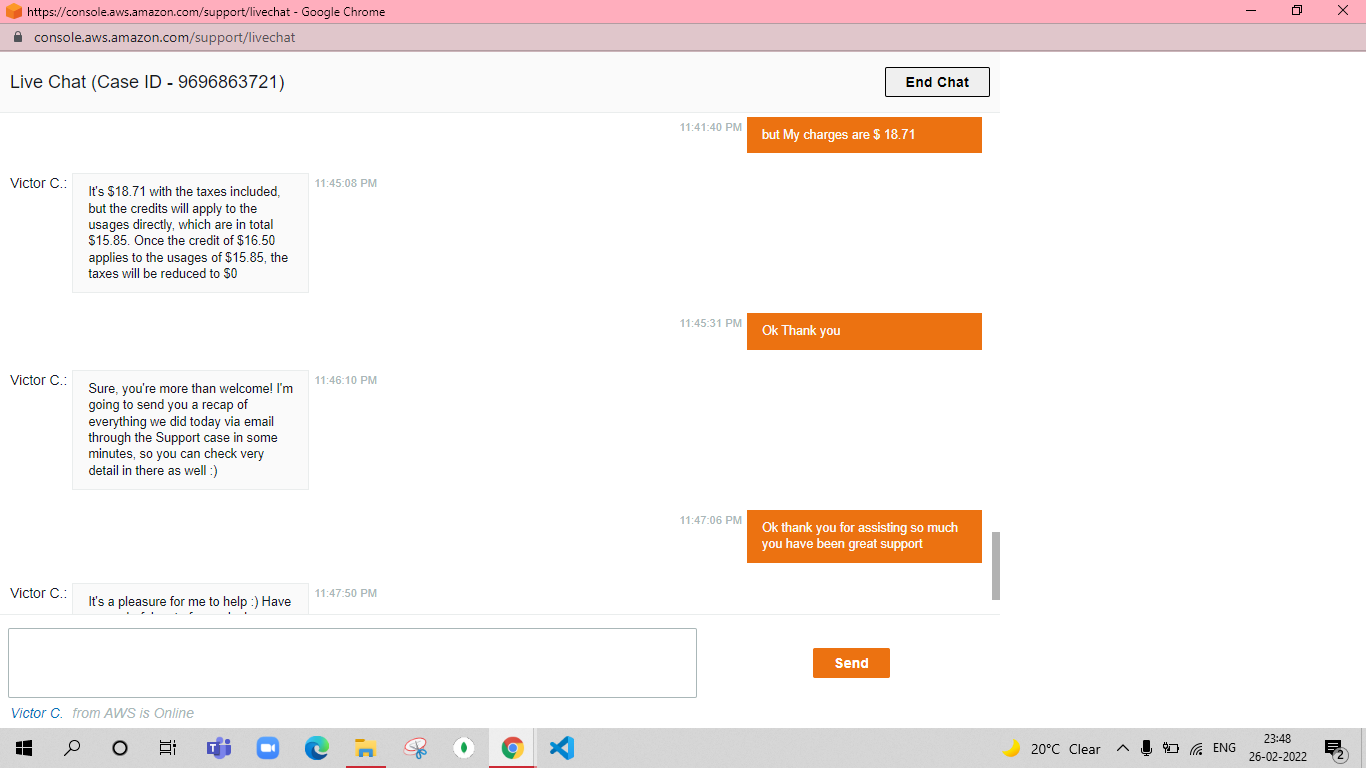 https://console.aws.amazon.com/support/livechat - Google Chrome
console.aws.amazon.com/support/livechat
Live Chat (Case ID - 9696863721)
End Chat
11:41:40 PM
but My charges are $ 18.71
Victor C.:
It's $18.71 with the taxes included,
but the credits will apply to the
usages directly, which are in total
$15.85. Once the credit of $16.50
applies to the usages of $15.85, the
taxes will be reduced to $0
11:45:08 PM
11:45:31 PM
Ok Thank you
Victor C.:
Sure, you're more than welcome! I'm
going to send you a recap of
everything we did today via email
through the Support case in some
minutes, so you can check very
detail in there as well :)
11:46:10 PM
11:47:06 PM
Ok thank you for assisting so much
you have been great support
Victor C.:
It's a pleasure for me to help :) Have
11:47:50 PM
Send
Victor C. from AWS is Online
20°C Clear
ENG
23:48
26-02-2022
2